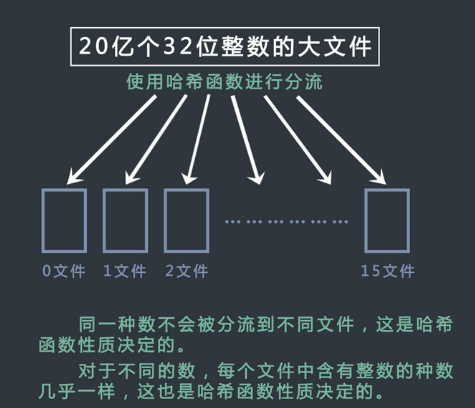 20亿个32位整数的大文件
使用哈希函数进行分流
………………
0文件 1文件 2文件 15文件
同一种数不会被分流到不同文件，这是哈希
函数性质决定的。
对于不同的数，每个文件中含有整数的种数
几乎一样，这也是哈希函数性质决定的。